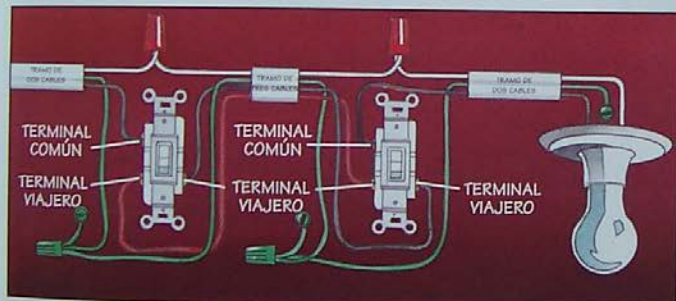 TRAMO DE
DOS CABLES
TRAMO DE
TRES CABLES
TRAMO DE
DOS CABLES
TERMINAL
COMÚN
TERMINAL
VIAJERO
TERMINAL
COMÚN
TERMINAL
VIAJERO
TERMINAL
VIAJERO